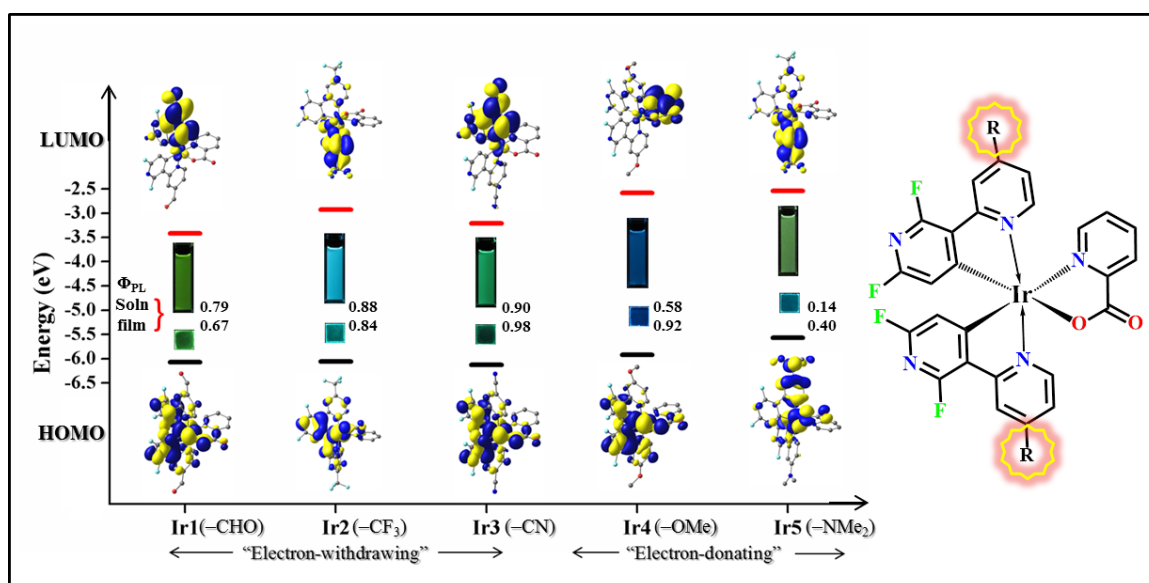 LUMO
-2.5
-3.0
-3.5
-4.0
-4.5
-5.0
-5.5
-6.0
-6.5
Energy (eV)
HOMO
Φ_PL
Soln
film
0.79
0.67
0.88
0.84
0.90
0.98
0.58
0.92
0.14
0.40
Ir1 (–CHO)
Ir2 (–CF₃)
Ir3 (–CN)
Ir4 (–OMe)
Ir5 (–NMe₂)
“Electron-withdrawing”
“Electron-donating”
R
F
N
N
N
F
Ir
F
O
O
N
N
F
R